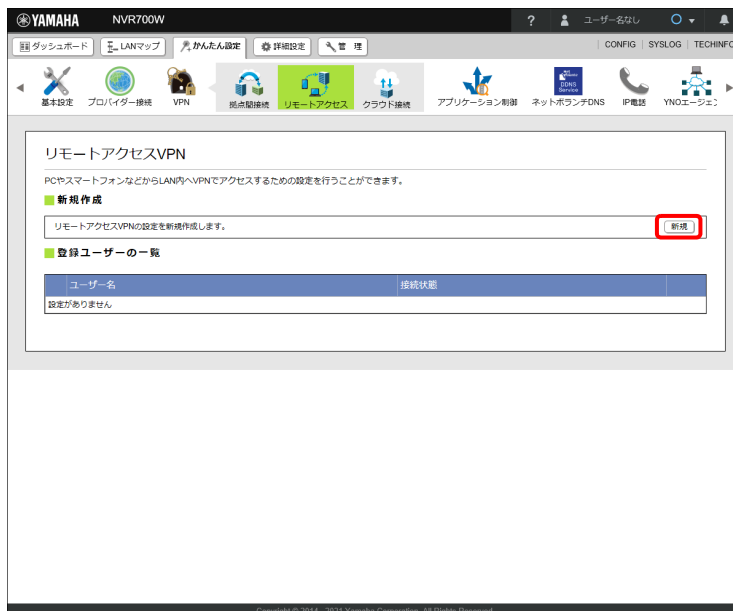 YAMAHA NVR700W ? ユーザー名なし
ダッシュボード LANマップ かんたん設定 詳細設定 管 理 CONFIG SYSLOG TECHINFO
基本設定 プロバイダー接続 VPN 拠点間接続 リモートアクセス クラウド接続 アプリケーション制御 ネットボランチDNS IP電話 YNOエージェン
DDNS
Service
リモートアクセスVPN
PCやスマートフォンなどからLAN内へVPNでアクセスするための設定を行うことができます。
新規作成
リモートアクセスVPNの設定を新規作成します。 新規
登録ユーザーの一覧
ユーザー名 接続状態
設定がありません
Copyright © 2014 - 2021 Yamaha Corporation. All Rights Reserved.